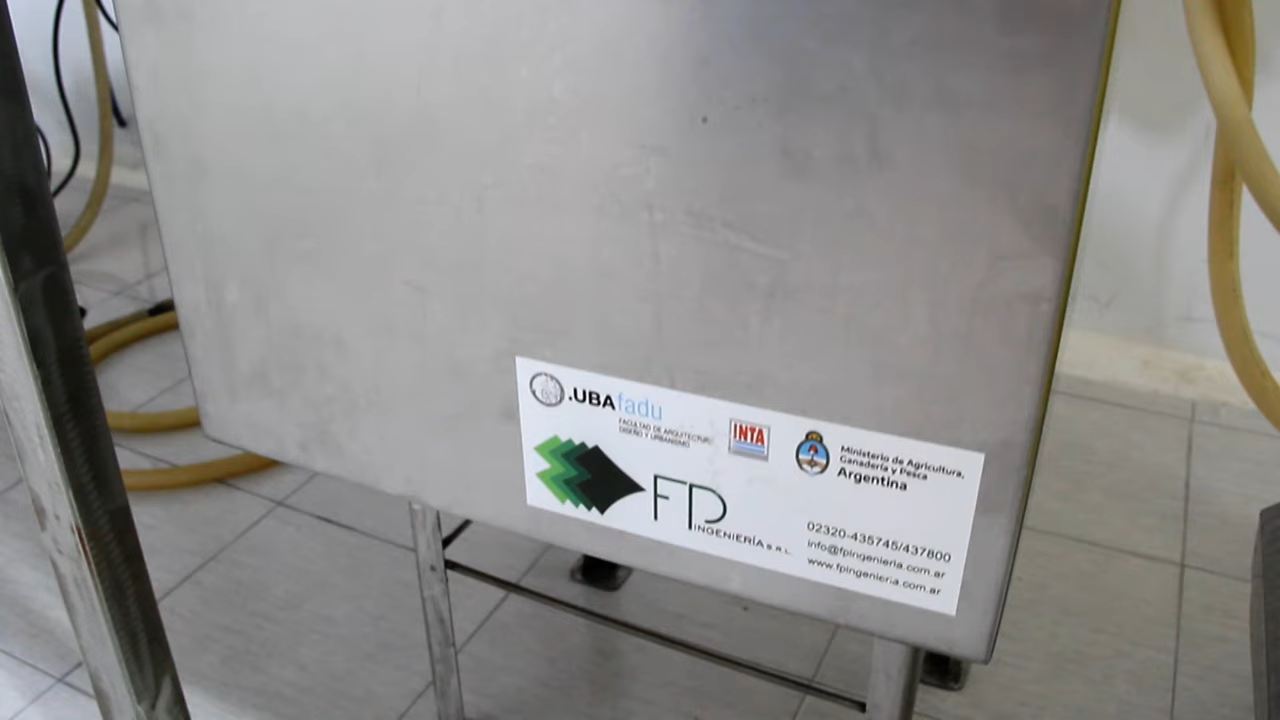 .UBAfadu
FACULTAD DE ARQUITECTURA
DISEÑO Y URBANISMO
INTA
Ministerio de Agricultura,
Ganadería y Pesca
Argentina
FP
INGENIERÍA S.R.L.
02320-435745/437800
info@fpingenieria.com.ar
www.fpingenieria.com.ar